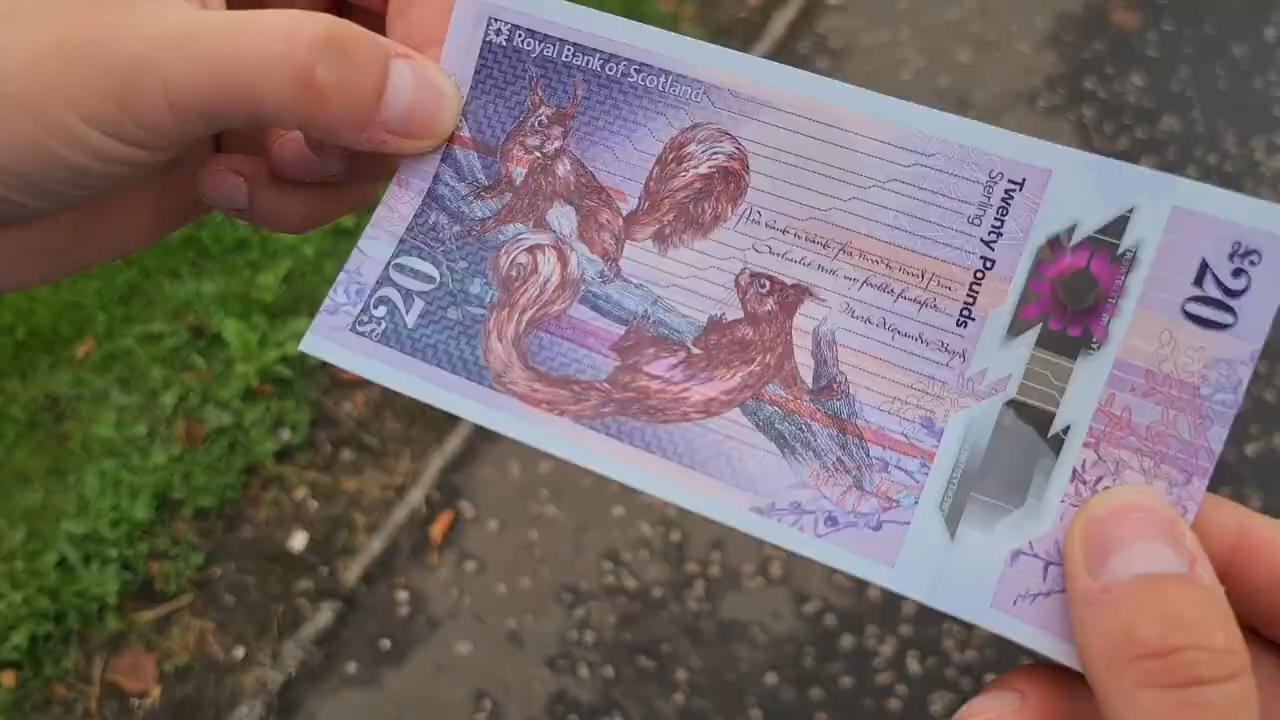 Royal Bank of Scotland
Twenty Pounds
Sterling
Fra bank to bank, fra wood to wood I rin
Ourhailit with my feeble fantasie
Mark Alexander Boyd
£20
£20